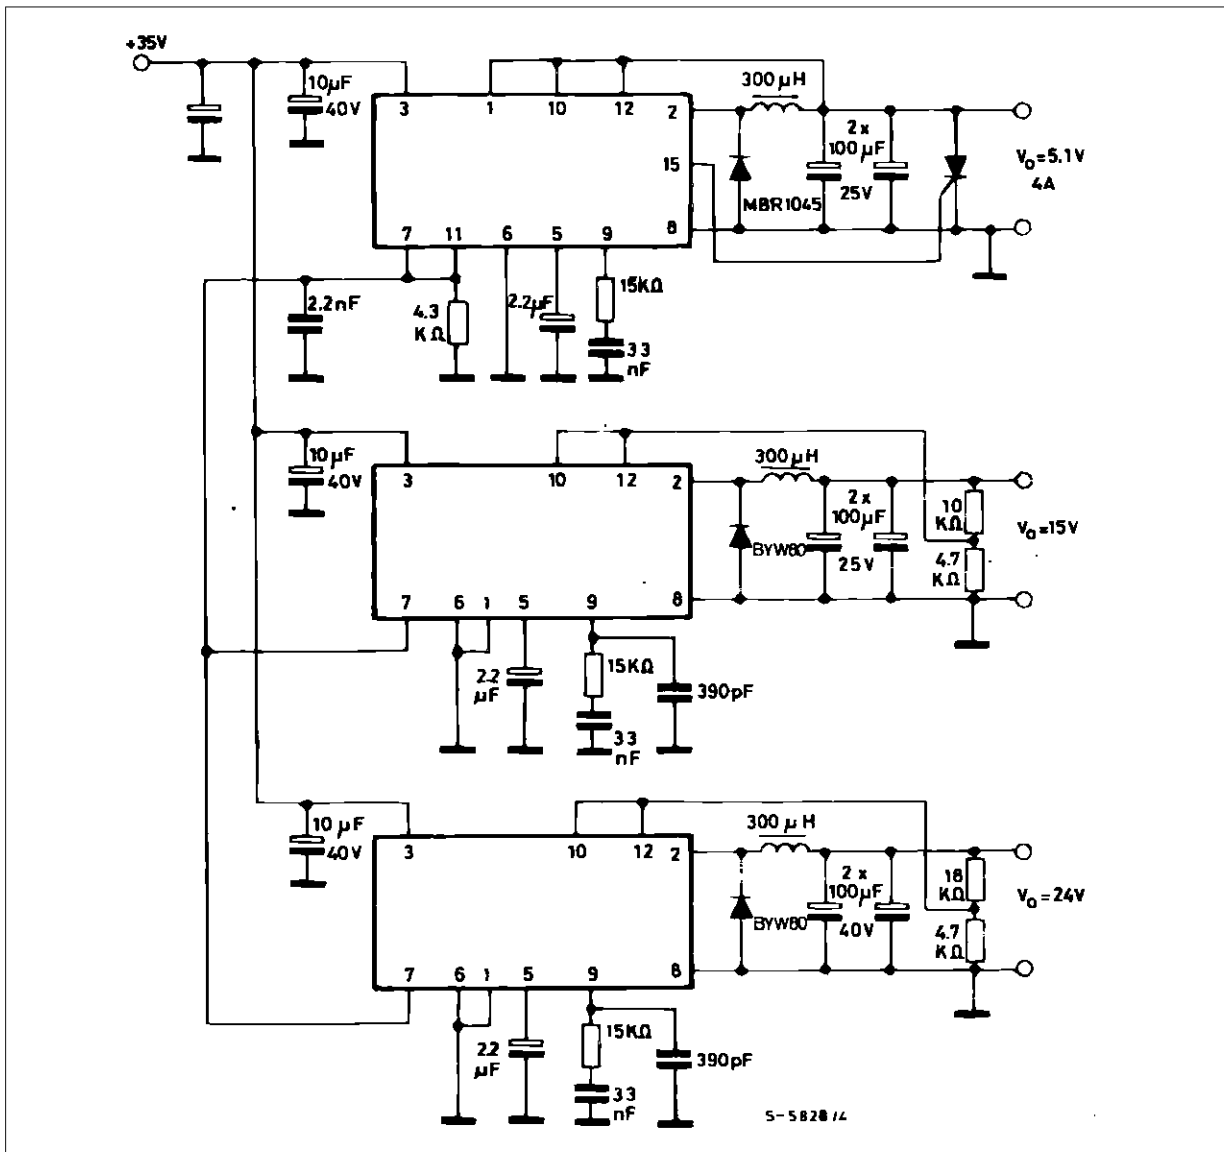 +35V
10µF
40V
3
1
10
12
2
15
8
7
11
6
5
9
300µH
2x
100µF
25V
MBR1045
Vo=5.1V
4A
2.2nF
4.3
KΩ
2.2µF
15KΩ
33
nF
10µF
40V
3
10
12
2
8
7
6
1
5
9
300µH
2x
100µF
25V
BYW80
10
KΩ
4.7
KΩ
Vo=15V
2.2
µF
15KΩ
33
nF
390pF
10µF
40V
3
10
12
2
8
7
6
1
5
9
300µH
2x
100µF
40V
BYW80
18
KΩ
4.7
KΩ
Vo=24V
2.2
µF
15KΩ
33
nF
390pF
S-5828/4